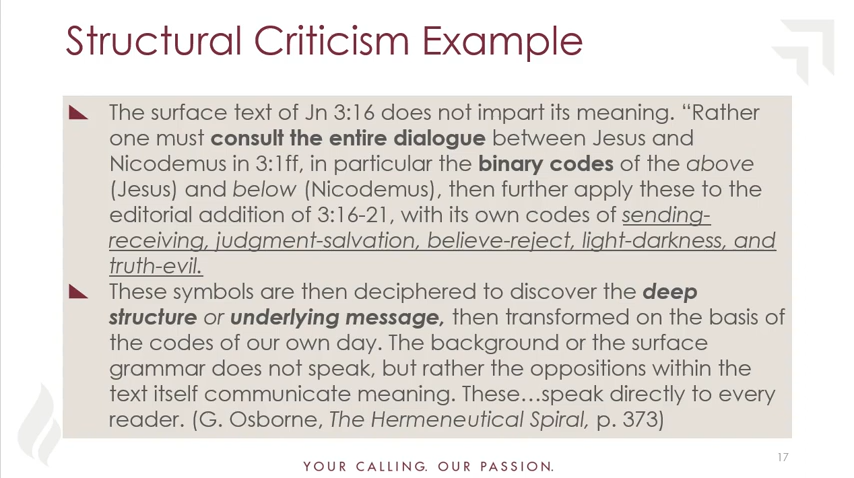 Structural Criticism Example
The surface text of Jn 3:16 does not impart its meaning. “Rather
one must consult the entire dialogue between Jesus and
Nicodemus in 3:1ff, in particular the binary codes of the above
(Jesus) and below (Nicodemus), then further apply these to the
editorial addition of 3:16-21, with its own codes of sending-
receiving, judgment-salvation, believe-reject, light-darkness, and
truth-evil.
These symbols are then deciphered to discover the deep
structure or underlying message, then transformed on the basis of
the codes of our own day. The background or the surface
grammar does not speak, but rather the oppositions within the
text itself communicate meaning. These…speak directly to every
reader. (G. Osborne, The Hermeneutical Spiral, p. 373)
17
YOUR CALLING. OUR PASSION.